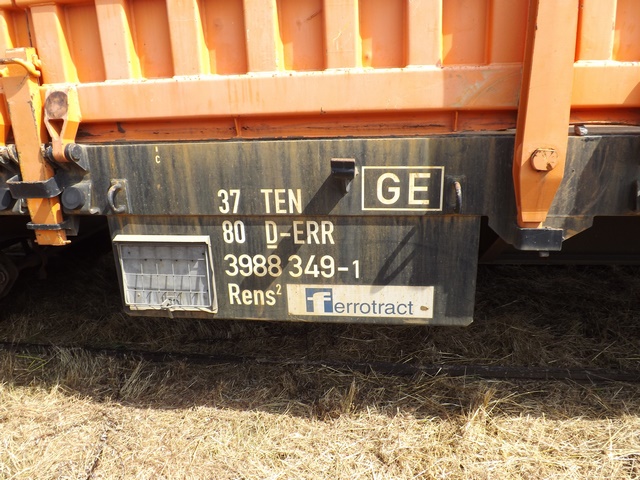 37 TEN GE
80 D-ERR
3988 349-1
Rens²
ferrotract